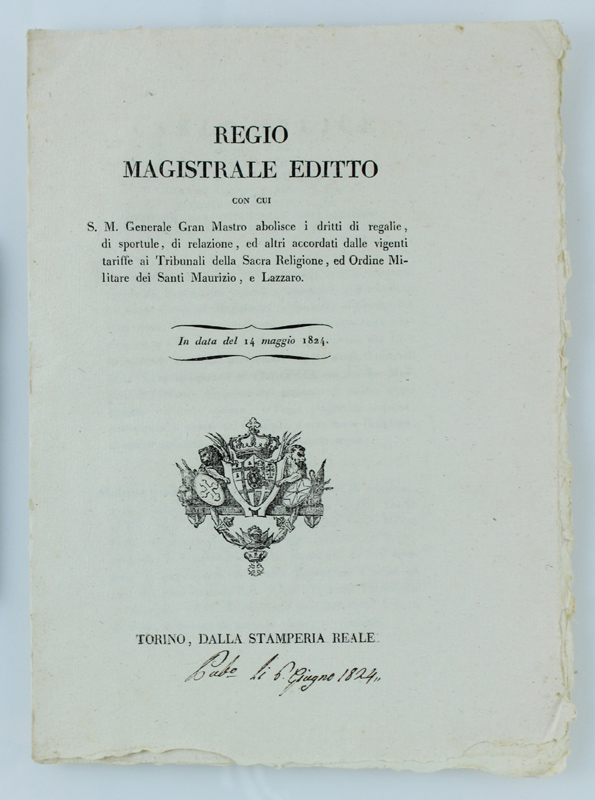 REGIO
MAGISTRALE EDITTO
CON CUI
S. M. Generale Gran Mastro abolisce i dritti di regalie,
di sportule, di relazione, ed altri accordati dalle vigenti
tariffe ai Tribunali della Sacra Religione, ed Ordine Mi-
litare dei Santi Maurizio, e Lazzaro.
In data del 14 maggio 1824.
TORINO, DALLA STAMPERIA REALE.
li 6. Giugno 1824,,